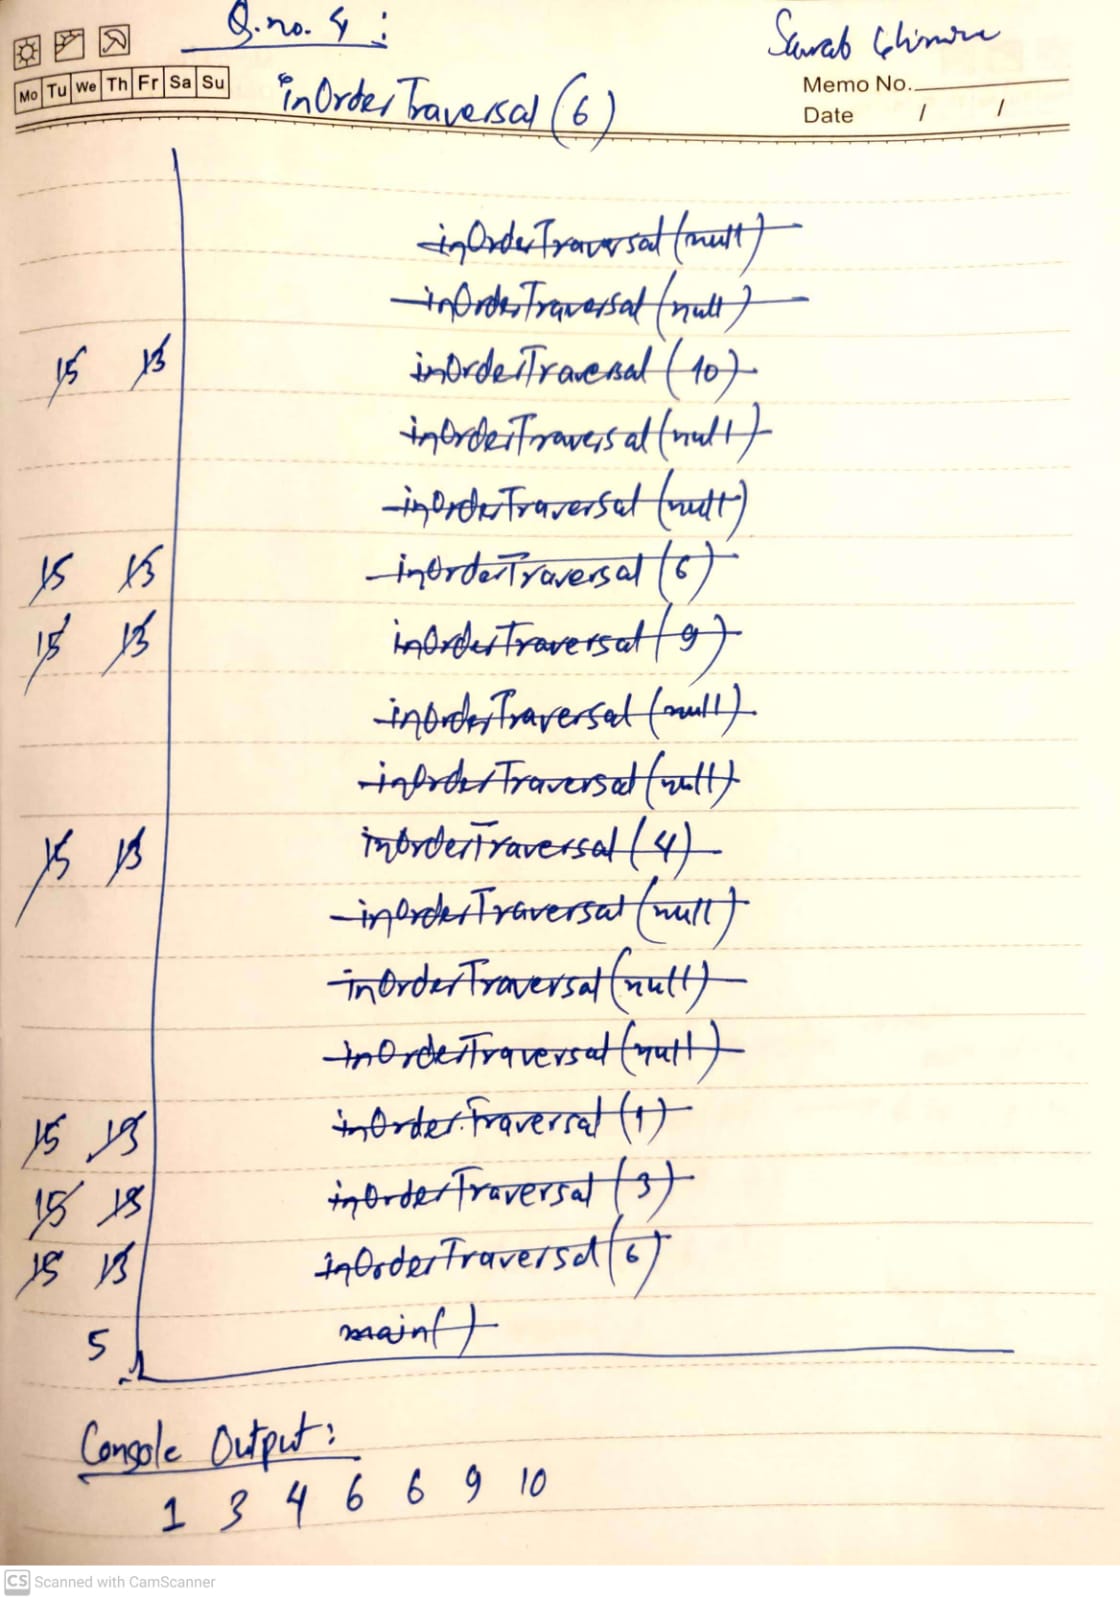 Q.no. 4 :
Mo Tu We Th Fr Sa Su
Memo No.
Date / /
inOrderTraversal (6)
inOrderTraversal (null)
inOrderTraversal (null)
15 13 inOrderTraversal (10)
inOrderTraversal (null)
inOrderTraversal (null)
15 13 inOrderTraversal (6)
15 13 inOrderTraversal (9)
inOrderTraversal (null)
inOrderTraversal (null)
15 13 inOrderTraversal (4)
inOrderTraversal (null)
inOrderTraversal (null)
inOrderTraversal (null)
15 13 inOrderTraversal (1)
15 13 inOrderTraversal (3)
15 13 inOrderTraversal (6)
5 main( )
Console Output:
1 3 4 6 6 9 10
CS Scanned with CamScanner